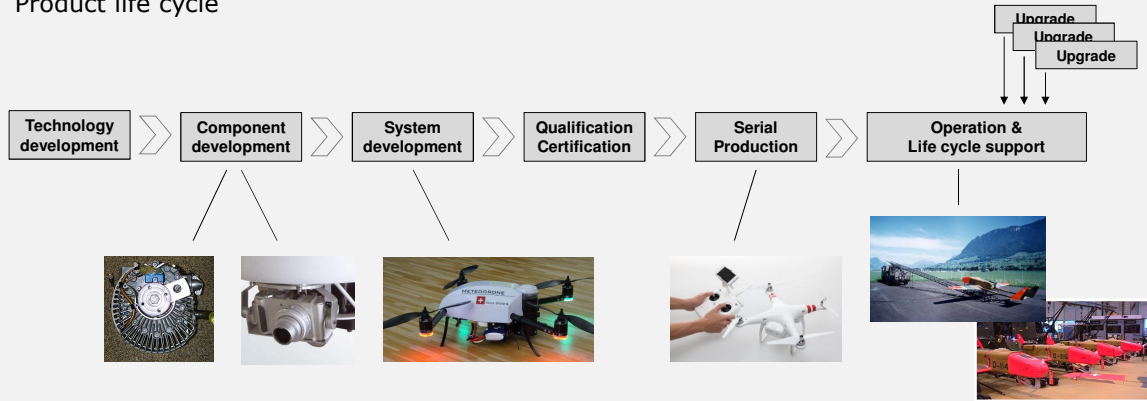 Product life cycle
Upgrade
Upgrade
Upgrade
Technology
development
Component
development
System
development
Qualification
Certification
Serial
Production
Operation &
Life cycle support
METEODRONE